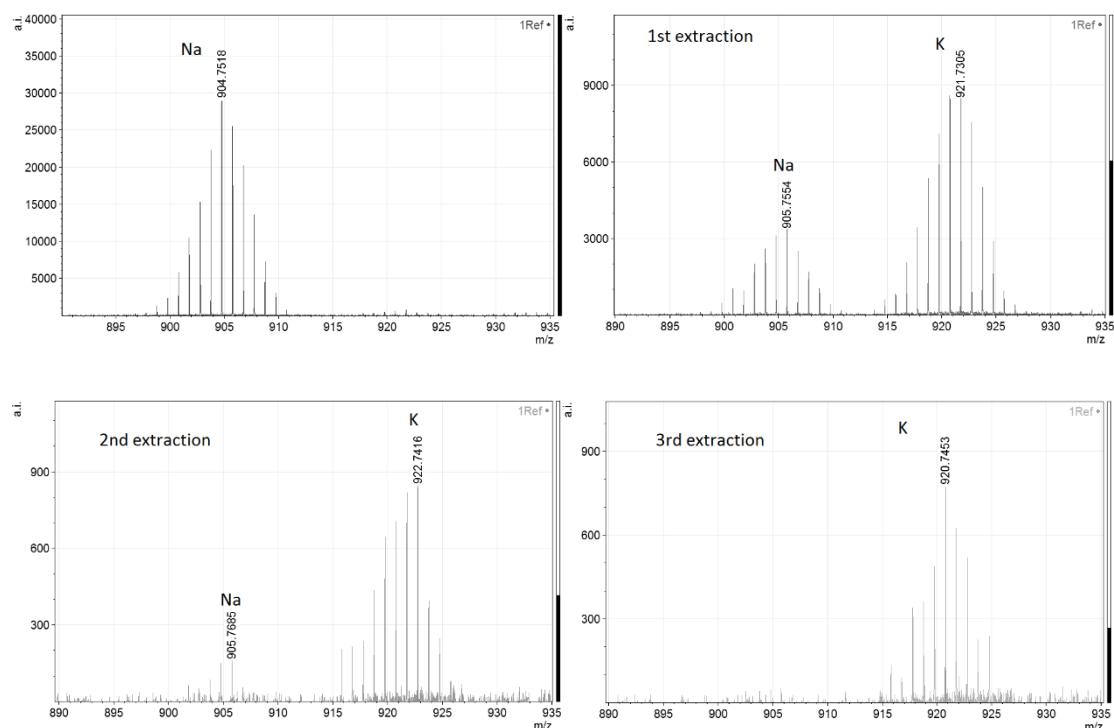 a.i.
1Ref
40000
35000
30000
25000
20000
15000
10000
5000
Na
904.7518
895
900
905
910
915
920
925
930
935
m/z
a.i.
1Ref
1st extraction
9000
6000
3000
Na
905.7554
K
921.7305
890
895
900
905
910
915
920
925
930
935
m/z
a.i.
1Ref
2nd extraction
900
600
300
Na
905.7685
K
922.7416
890
895
900
905
910
915
920
925
930
935
m/z
a.i.
1Ref
3rd extraction
900
600
300
K
920.7453
890
895
900
905
910
915
920
925
930
935
m/z